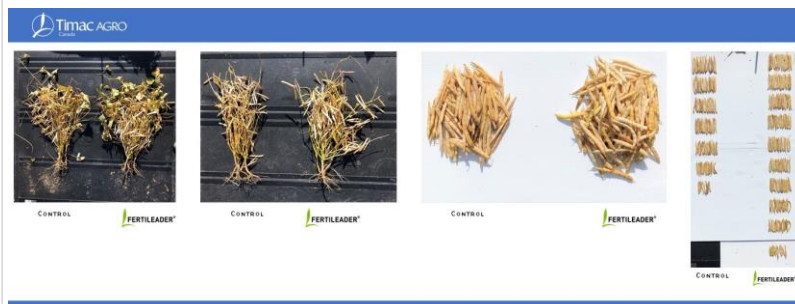 Timac AGRO
Canada
CONTROL
FERTILEADER®
CONTROL
FERTILEADER®
CONTROL
FERTILEADER®
CONTROL
FERTILEADER®